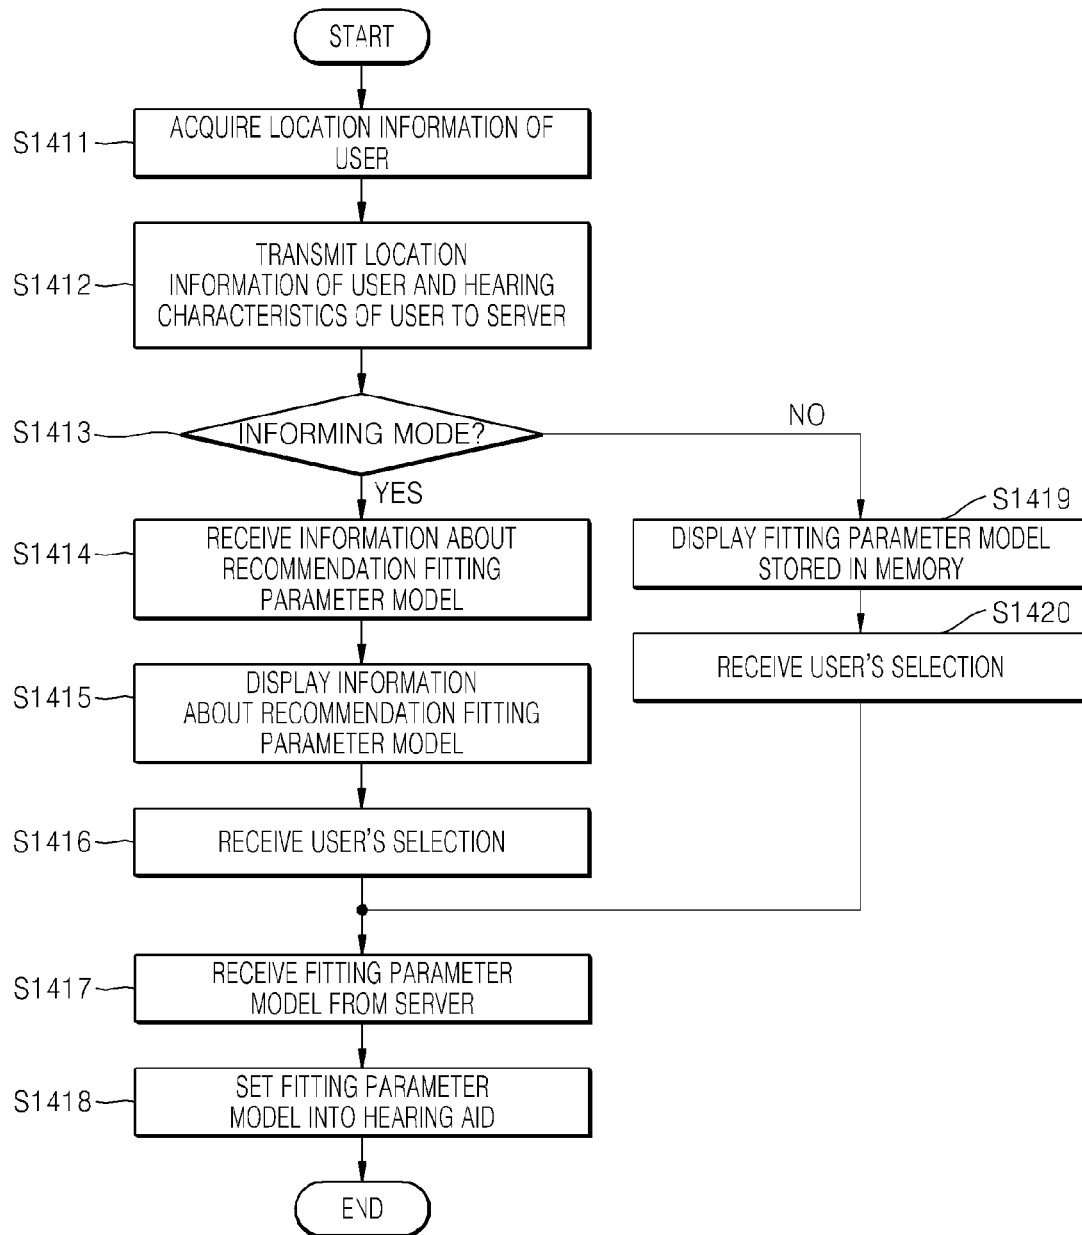 START
S1411
ACQUIRE LOCATION INFORMATION OF
USER
S1412
TRANSMIT LOCATION
INFORMATION OF USER AND HEARING
CHARACTERISTICS OF USER TO SERVER
S1413
INFORMING MODE?
NO
YES
S1414
RECEIVE INFORMATION ABOUT
RECOMMENDATION FITTING
PARAMETER MODEL
S1419
DISPLAY FITTING PARAMETER MODEL
STORED IN MEMORY
S1415
DISPLAY INFORMATION
ABOUT RECOMMENDATION FITTING
PARAMETER MODEL
S1420
RECEIVE USER'S SELECTION
S1416
RECEIVE USER'S SELECTION
S1417
RECEIVE FITTING PARAMETER
MODEL FROM SERVER
S1418
SET FITTING PARAMETER
MODEL INTO HEARING AID
END